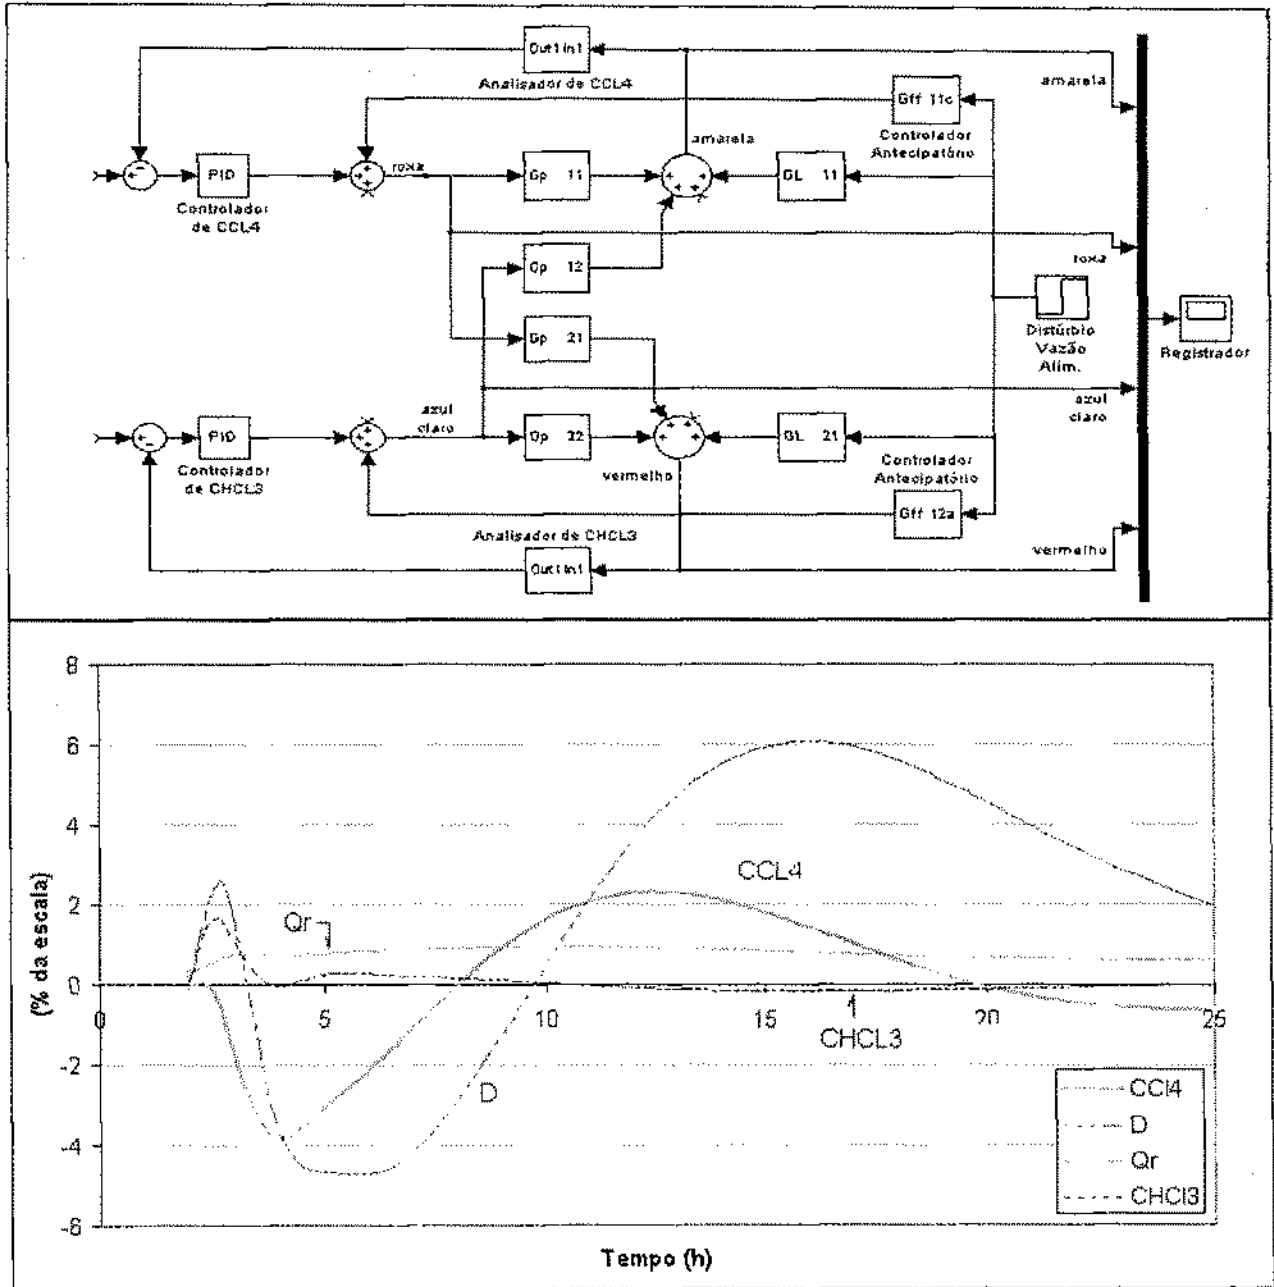 Out1 In1
Analisador de CCL4
amarela
Gff 11c
Controlador
Antecipatório
amarela
roxa
PID
Controlador
de CCL4
Gp 11
GL 11
Gp 12
roxa
Gp 21
Distúrbio
Vazão
Alim.
Registrador
azul
claro
azul
claro
PID
Controlador
de CHCL3
Gp 22
GL 21
vermelho
Controlador
Antecipatório
Gff 12a
Analisador de CHCL3
Out1 In1
vermelho
(% da escala)
8
6
4
2
0
-2
-4
-6
CCL4
Qr
0
5
10
15
20
25
CHCL3
D
CCl4
D
Qr
CHCl3
Tempo (h)